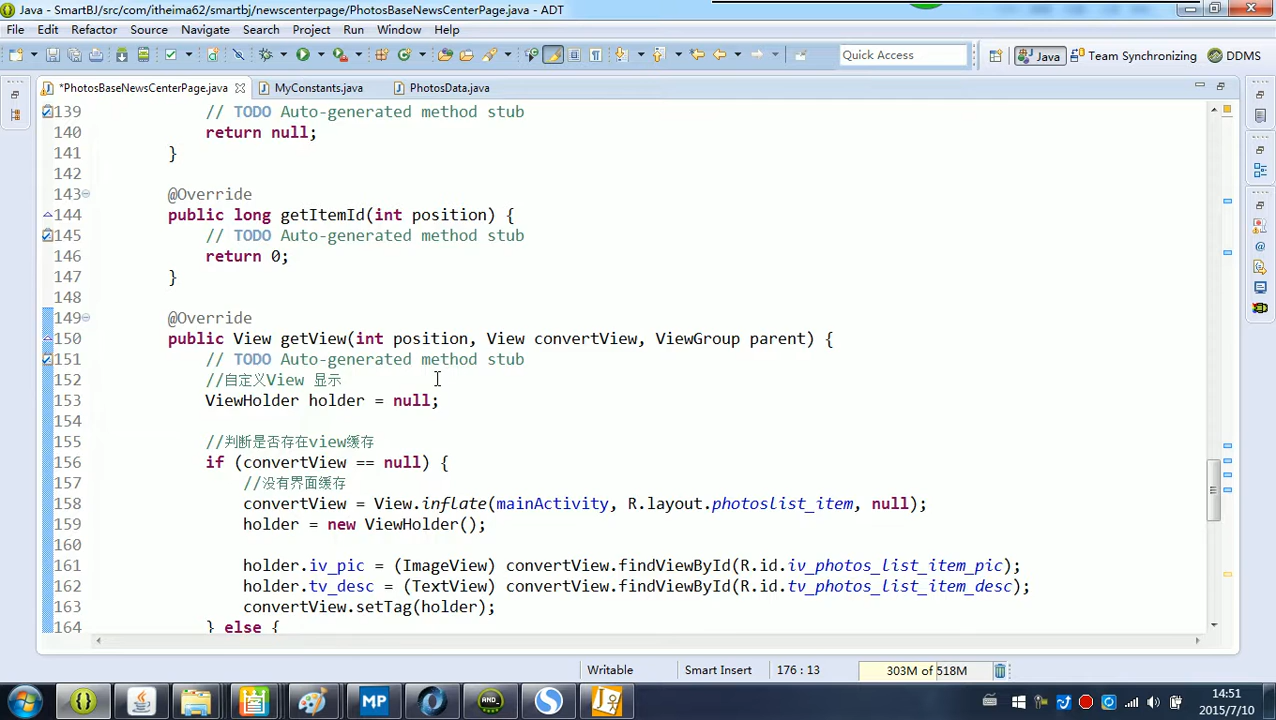 Java - SmartBJ/src/com/itheima62/smartbj/newscenterpage/PhotosBaseNewsCenterPage.java - ADT
File Edit Refactoring Source Navigate Search Project Run Window Help
Quick Access Java Team Synchronizing DDMS
*PhotosBaseNewsCenterPage.java MyConstants.java PhotosData.java
139 // TODO Auto-generated method stub
140 return null;
141 }
142
143 @Override
144 public long getItemId(int position) {
145 // TODO Auto-generated method stub
146 return 0;
147 }
148
149 @Override
150 public View getView(int position, View convertView, ViewGroup parent) {
151 // TODO Auto-generated method stub
152 //自定义View 显示
153 ViewHolder holder = null;
154
155 //判断是否存在view缓存
156 if (convertView == null) {
157 //没有界面缓存
158 convertView = View.inflate(mainActivity, R.layout.photoslist_item, null);
159 holder = new ViewHolder();
160
161 holder.iv_pic = (ImageView) convertView.findViewById(R.id.iv_photos_list_item_pic);
162 holder.tv_desc = (TextView) convertView.findViewById(R.id.tv_photos_list_item_desc);
163 convertView.setTag(holder);
164 } else {
Writable Smart Insert 176 : 13 303M of 518M
MP AND_
14:51
2015/7/10